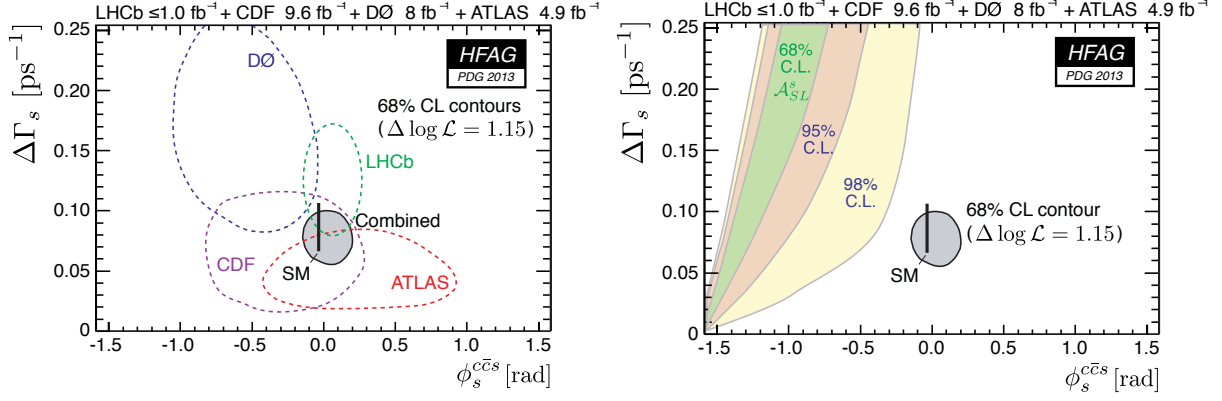 LHCb ≤1.0 fb⁻¹ + CDF 9.6 fb⁻¹ + DØ 8 fb⁻¹ + ATLAS 4.9 fb⁻¹
0.25
DØ
HFAG
PDG 2013
ΔΓ_s [ps⁻¹]
0.20
68% CL contours
(Δ log ℒ = 1.15)
0.15
LHCb
0.10
Combined
CDF
SM
ATLAS
0.05
0
-1.5 -1.0 -0.5 0.0 0.5 1.0 1.5
ϕ_s^{cc̄s} [rad]
LHCb ≤1.0 fb⁻¹ + CDF 9.6 fb⁻¹ + DØ 8 fb⁻¹ + ATLAS 4.9 fb⁻¹
0.25
68%
C.L.
𝒜^s_{SL}
HFAG
PDG 2013
ΔΓ_s [ps⁻¹]
0.20
95%
C.L.
0.15
98%
C.L.
0.10
68% CL contour
(Δ log ℒ = 1.15)
SM
0.05
0
-1.5 -1.0 -0.5 0.0 0.5 1.0 1.5
ϕ_s^{cc̄s} [rad]